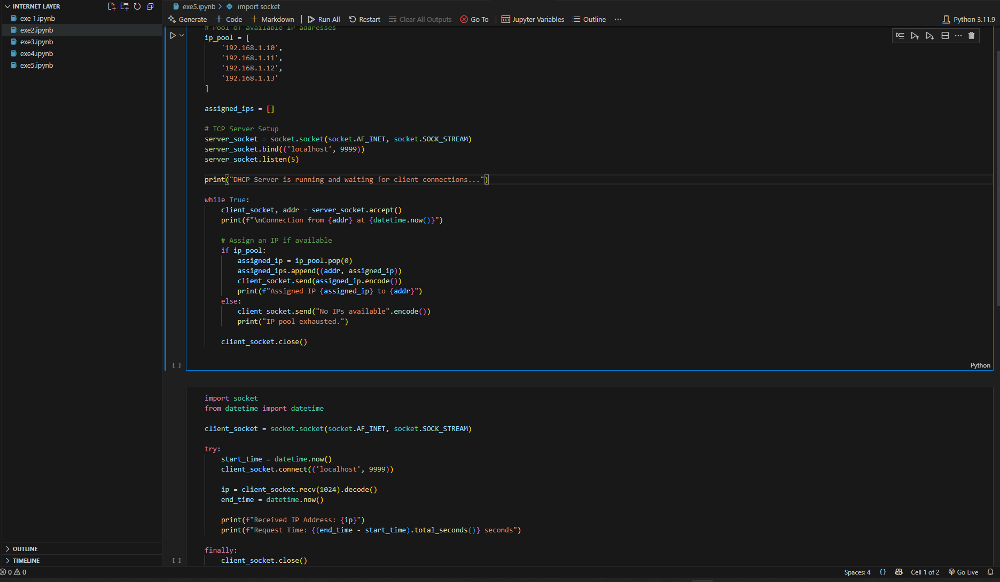 INTERNET LAYER
exe 1.ipynb
exe2.ipynb
exe3.ipynb
exe4.ipynb
exe5.ipynb
OUTLINE
TIMELINE
exe5.ipynb > import socket
Generate + Code + Markdown | Run All Restart Clear All Outputs Go To | Jupyter Variables Outline ...
Python 3.11.9
# Pool of available IP addresses
ip_pool = [
    '192.168.1.10',
    '192.168.1.11',
    '192.168.1.12',
    '192.168.1.13'
]
assigned_ips = []
# TCP Server Setup
server_socket = socket.socket(socket.AF_INET, socket.SOCK_STREAM)
server_socket.bind(('localhost', 9999))
server_socket.listen(5)
print("DHCP Server is running and waiting for client connections...")
while True:
    client_socket, addr = server_socket.accept()
    print(f"\nConnection from {addr} at {datetime.now()}")
    # Assign an IP if available
    if ip_pool:
        assigned_ip = ip_pool.pop(0)
        assigned_ips.append((addr, assigned_ip))
        client_socket.send(assigned_ip.encode())
        print(f"Assigned IP {assigned_ip} to {addr}")
    else:
        client_socket.send("No IPs available".encode())
        print("IP pool exhausted.")
    client_socket.close()
[ ]
Python
import socket
from datetime import datetime
client_socket = socket.socket(socket.AF_INET, socket.SOCK_STREAM)
try:
    start_time = datetime.now()
    client_socket.connect(('localhost', 9999))
    ip = client_socket.recv(1024).decode()
    end_time = datetime.now()
    print(f"Received IP Address: {ip}")
    print(f"Request Time: {(end_time - start_time).total_seconds()} seconds")
finally:
    client_socket.close()
[ ]
0 0
Spaces: 4 {} Cell 1 of 2 Go Live